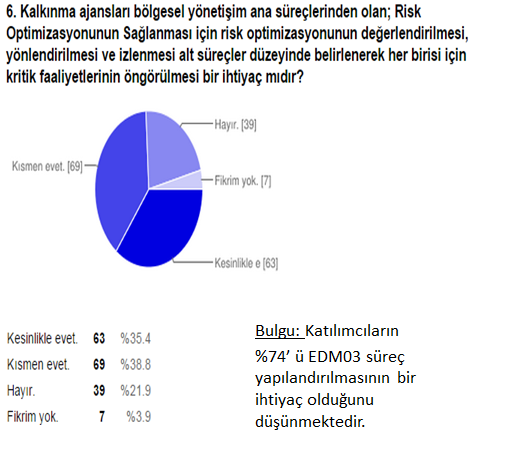 6. Kalkınma ajansları bölgesel yönetişim ana süreçlerinden olan; Risk
Optimizasyonunun Sağlanması için risk optimizasyonunun değerlendirilmesi,
yönlendirilmesi ve izlenmesi alt süreçler düzeyinde belirlenerek her birisi için
kritik faaliyetlerinin öngörülmesi bir ihtiyaç mıdır?
Hayır. [39]
Kısmen evet. [69]
Fikrim yok. [7]
Kesinlikle e [63]
Kesinlikle evet. 63 %35.4
Kısmen evet. 69 %38.8
Hayır. 39 %21.9
Fikrim yok. 7 %3.9
Bulgu: Katılımcıların
%74’ ü EDM03 süreç
yapılandırılmasının bir
ihtiyaç olduğunu
düşünmektedir.